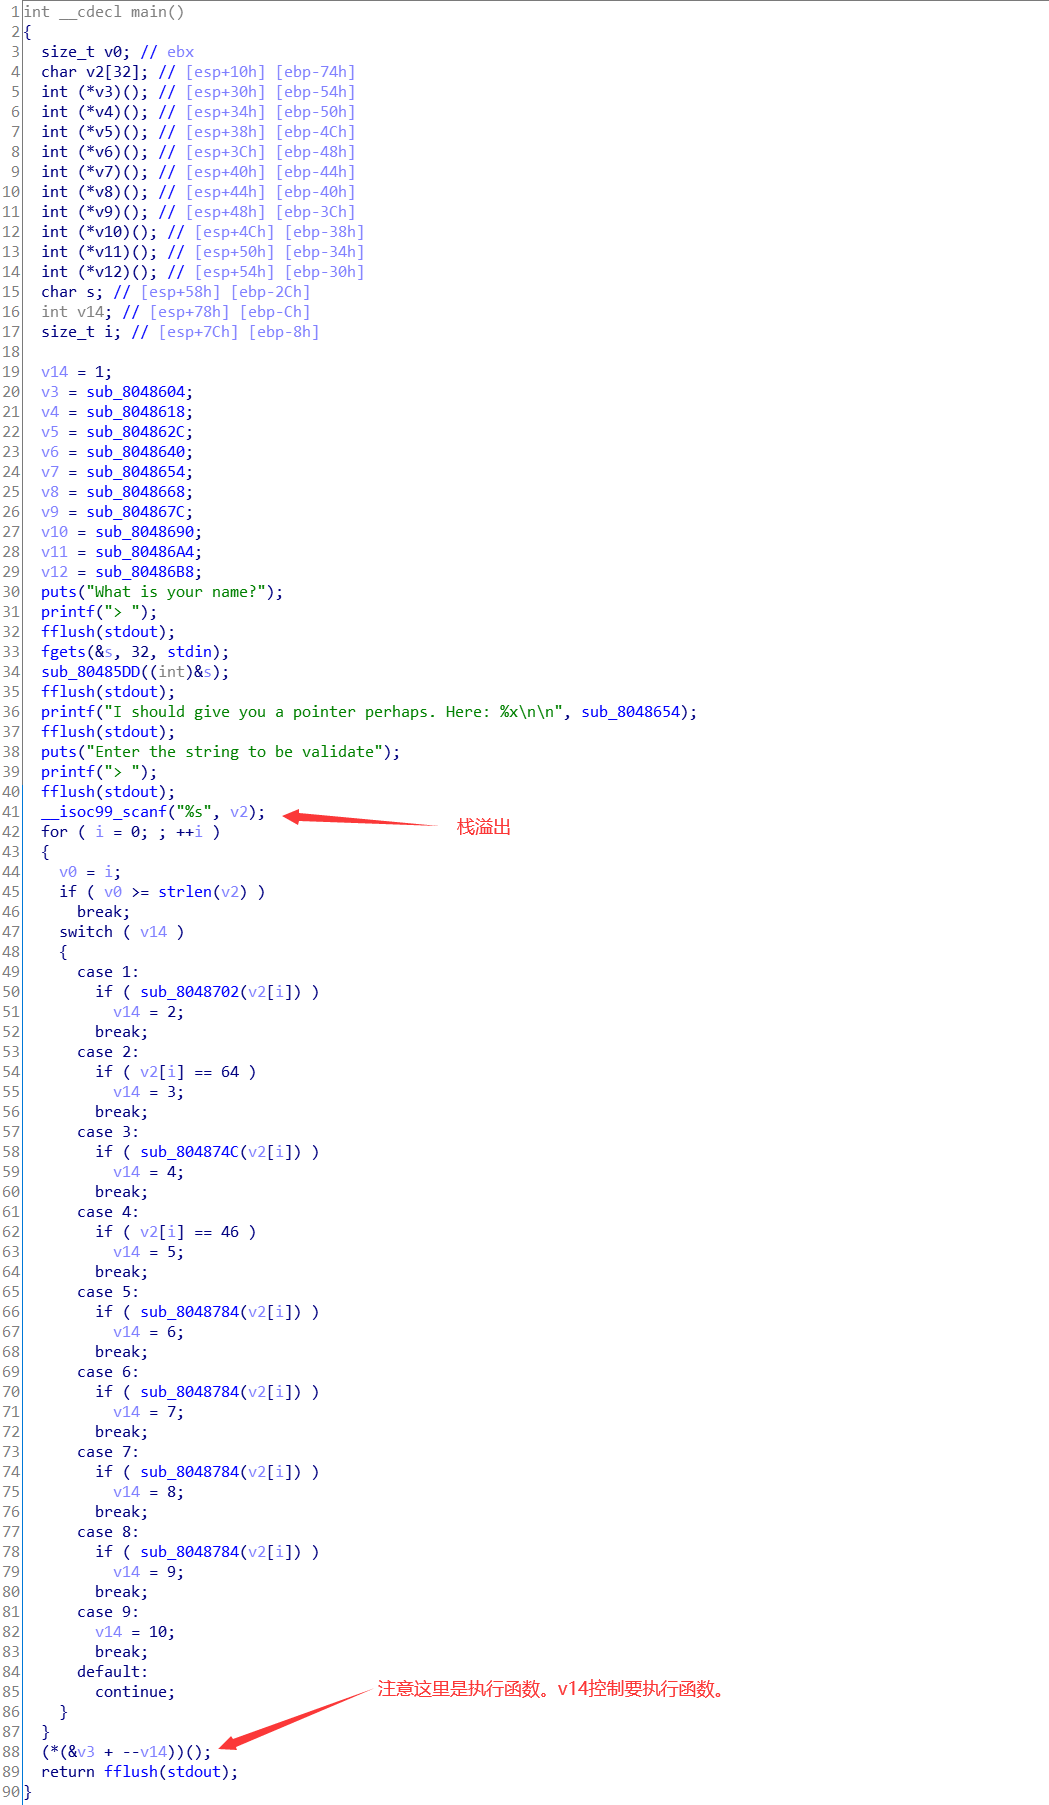 1 int __cdecl main()
2 {
3 size_t v0; // ebx
4 char v2[32]; // [esp+10h] [ebp-74h]
5 int (*v3)(); // [esp+30h] [ebp-54h]
6 int (*v4)(); // [esp+34h] [ebp-50h]
7 int (*v5)(); // [esp+38h] [ebp-4Ch]
8 int (*v6)(); // [esp+3Ch] [ebp-48h]
9 int (*v7)(); // [esp+40h] [ebp-44h]
10 int (*v8)(); // [esp+44h] [ebp-40h]
11 int (*v9)(); // [esp+48h] [ebp-3Ch]
12 int (*v10)(); // [esp+4Ch] [ebp-38h]
13 int (*v11)(); // [esp+50h] [ebp-34h]
14 int (*v12)(); // [esp+54h] [ebp-30h]
15 char s; // [esp+58h] [ebp-2Ch]
16 int v14; // [esp+78h] [ebp-Ch]
17 size_t i; // [esp+7Ch] [ebp-8h]
18
19 v14 = 1;
20 v3 = sub_8048604;
21 v4 = sub_8048618;
22 v5 = sub_804862C;
23 v6 = sub_8048640;
24 v7 = sub_8048654;
25 v8 = sub_8048668;
26 v9 = sub_804867C;
27 v10 = sub_8048690;
28 v11 = sub_80486A4;
29 v12 = sub_80486B8;
30 puts("What is your name?");
31 printf("> ");
32 fflush(stdout);
33 fgets(&s, 32, stdin);
34 sub_80485DD((int)&s);
35 fflush(stdout);
36 printf("I should give you a pointer perhaps. Here: %x\n\n", sub_8048654);
37 fflush(stdout);
38 puts("Enter the string to be validate");
39 printf("> ");
40 fflush(stdout);
41 __isoc99_scanf("%s", v2); 栈溢出
42 for ( i = 0; ; ++i )
43 {
44 v0 = i;
45 if ( v0 >= strlen(v2) )
46 break;
47 switch ( v14 )
48 {
49 case 1:
50 if ( sub_8048702(v2[i]) )
51 v14 = 2;
52 break;
53 case 2:
54 if ( v2[i] == 64 )
55 v14 = 3;
56 break;
57 case 3:
58 if ( sub_804874C(v2[i]) )
59 v14 = 4;
60 break;
61 case 4:
62 if ( v2[i] == 46 )
63 v14 = 5;
64 break;
65 case 5:
66 if ( sub_8048784(v2[i]) )
67 v14 = 6;
68 break;
69 case 6:
70 if ( sub_8048784(v2[i]) )
71 v14 = 7;
72 break;
73 case 7:
74 if ( sub_8048784(v2[i]) )
75 v14 = 8;
76 break;
77 case 8:
78 if ( sub_8048784(v2[i]) )
79 v14 = 9;
80 break;
81 case 9:
82 v14 = 10;
83 break;
84 default:
85 continue; 注意这里是执行函数。v14控制要执行函数。
86 }
87 }
88 (*(&v3 + --v14))();
89 return fflush(stdout);
90 }